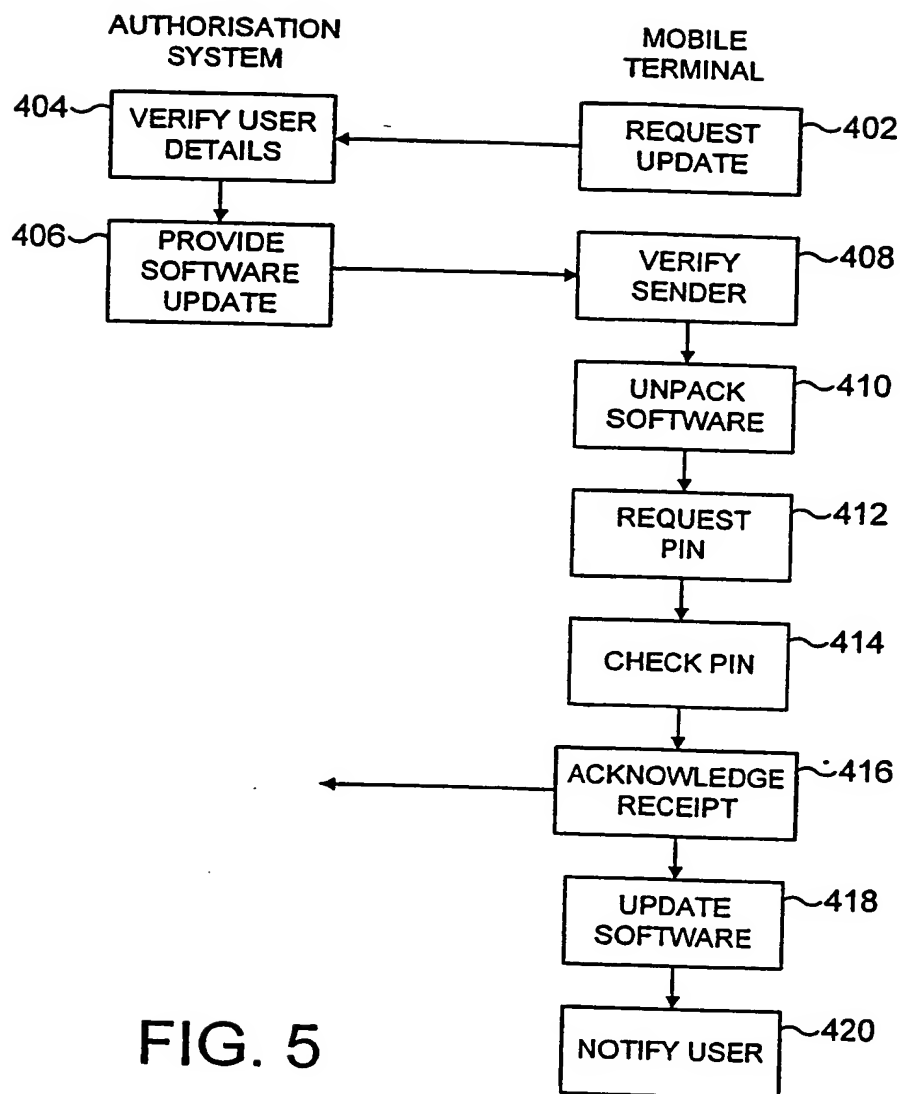 AUTHORISATION
SYSTEM
MOBILE
TERMINAL
404
VERIFY USER
DETAILS
REQUEST
UPDATE
402
406
PROVIDE
SOFTWARE
UPDATE
VERIFY
SENDER
408
UNPACK
SOFTWARE
410
REQUEST
PIN
412
CHECK PIN
414
ACKNOWLEDGE
RECEIPT
416
UPDATE
SOFTWARE
418
NOTIFY USER
420
FIG. 5